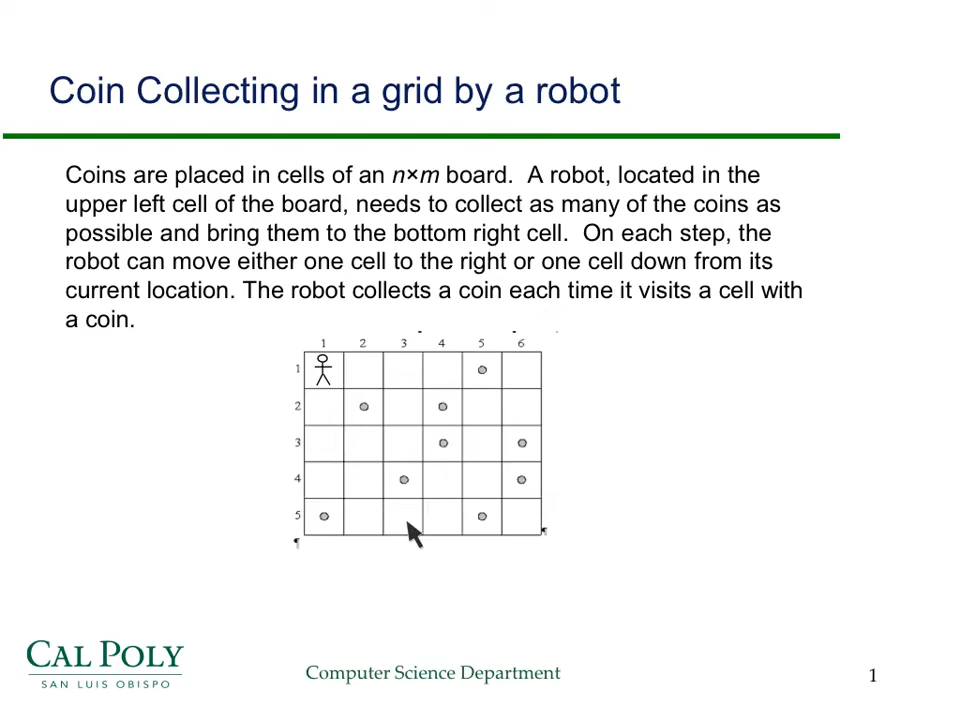 Coin Collecting in a grid by a robot
Coins are placed in cells of an n×m board. A robot, located in the
upper left cell of the board, needs to collect as many of the coins as
possible and bring them to the bottom right cell. On each step, the
robot can move either one cell to the right or one cell down from its
current location. The robot collects a coin each time it visits a cell with
a coin.
1 2 3 4 5 6
1
2
3
4
5
¶ ¶
CAL POLY
SAN LUIS OBISPO
Computer Science Department
1